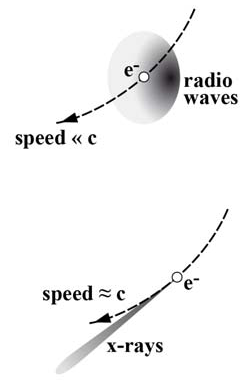 e-
radio
waves
speed « c
speed ≈ c
e-
x-rays